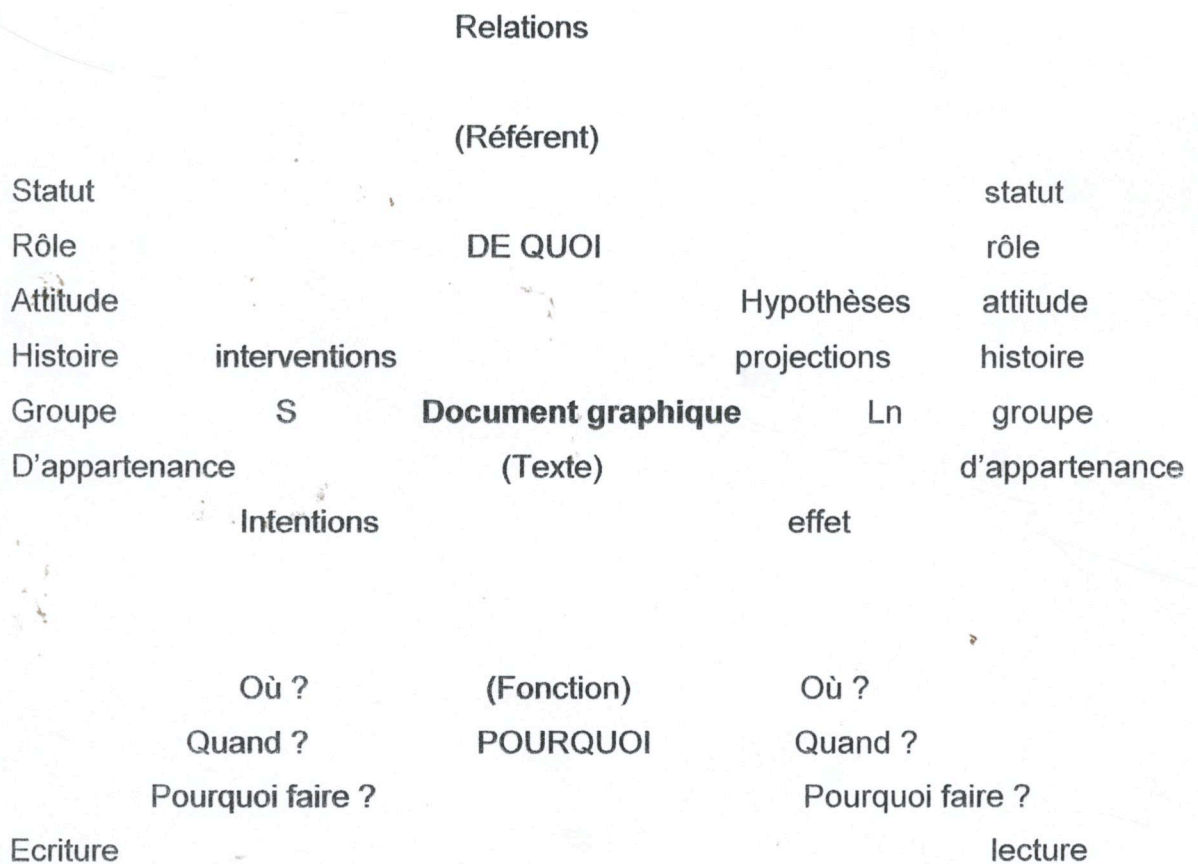 Relations
(Référent)
Statut statut
Rôle DE QUOI rôle
Attitude Hypothèses attitude
Histoire interventions projections histoire
Groupe S Document graphique Ln groupe
D'appartenance (Texte) d'appartenance
Intentions effet
Où ? (Fonction) Où ?
Quand ? POURQUOI Quand ?
Pourquoi faire ? Pourquoi faire ?
Ecriture lecture